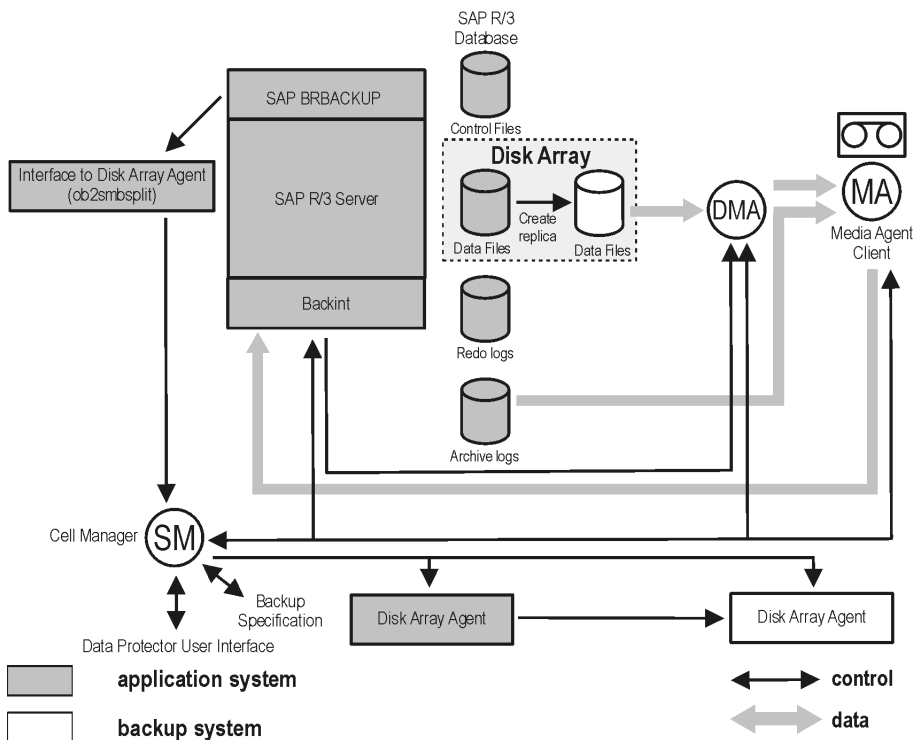 SAP R/3
Database
SAP BRBACKUP
Control Files
Disk Array
Interface to Disk Array Agent
(ob2smbsplit)
SAP R/3 Server
Create
replica
Data Files
Data Files
DMA
MA
Media Agent
Client
Backint
Redo logs
Archive logs
Cell Manager
SM
Backup
Specification
Data Protector User Interface
Disk Array Agent
Disk Array Agent
application system
control
backup system
data